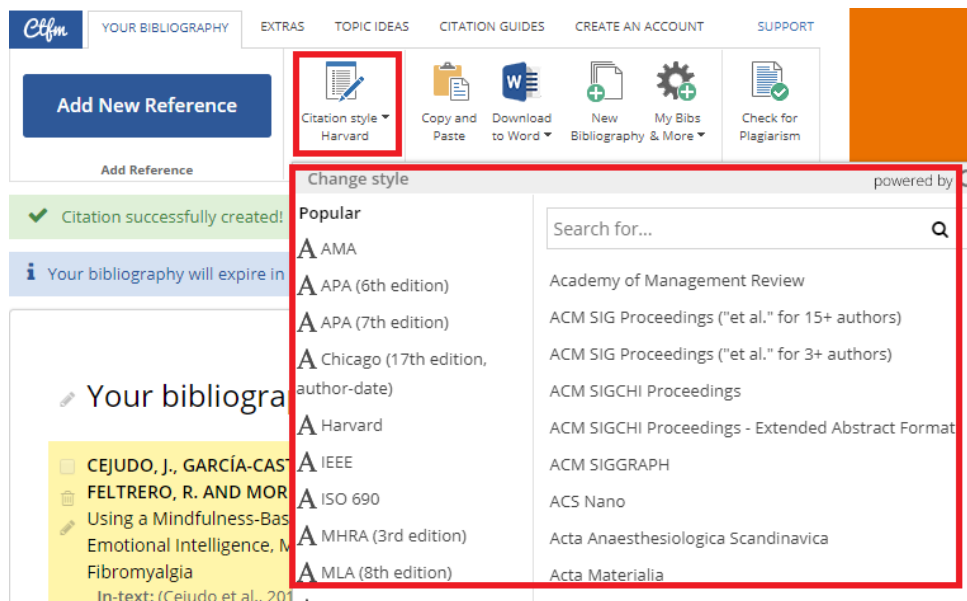 Ctfm
YOUR BIBLIOGRAPHY
EXTRAS
TOPIC IDEAS
CITATION GUIDES
CREATE AN ACCOUNT
SUPPORT
Add New Reference
Add Reference
Citation style
Harvard
Copy and
Paste
Download
to Word
New
Bibliography
My Bibs
& More
Check for
Plagiarism
Citation successfully created!
Your bibliography will expire in
Change style
powered by
Popular
AMA
APA (6th edition)
APA (7th edition)
Chicago (17th edition,
author-date)
Harvard
IEEE
ISO 690
MHRA (3rd edition)
MLA (8th edition)
Search for...
Academy of Management Review
ACM SIG Proceedings ("et al." for 15+ authors)
ACM SIG Proceedings ("et al." for 3+ authors)
ACM SIGCHI Proceedings
ACM SIGCHI Proceedings - Extended Abstract Format
ACM SIGGRAPH
ACS Nano
Acta Anaesthesiologica Scandinavica
Acta Materialia
Your bibliogra
CEJUDO, J., GARCÍA-CAST
FELTRERO, R. AND MOR
Using a Mindfulness-Bas
Emotional Intelligence, M
Fibromyalgia
In-text: (Cejudo et al., 201